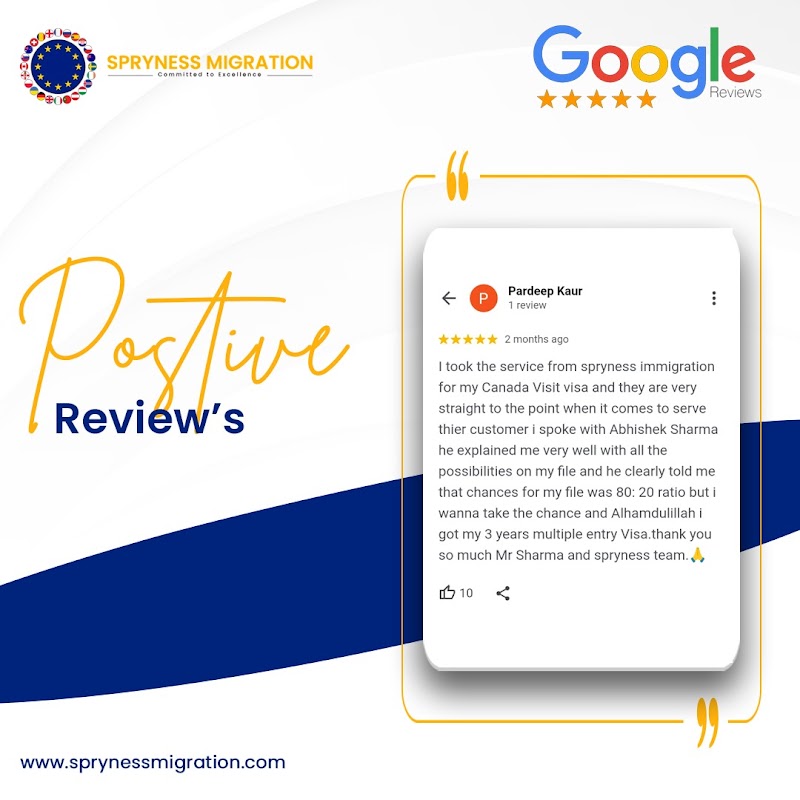 SPRYNESS MIGRATION
Committed to Excellence
Google
Reviews
Postive
Review's
“
Pardeep Kaur
1 review
2 months ago
I took the service from spryness immigration
for my Canada Visit visa and they are very
straight to the point when it comes to serve
thier customer i spoke with Abhishek Sharma
he explained me very well with all the
possibilities on my file and he clearly told me
that chances for my file was 80: 20 ratio but i
wanna take the chance and Alhamdulillah i
got my 3 years multiple entry Visa.thank you
so much Mr Sharma and spryness team.🙏
10
”
www.sprynessmigration.com